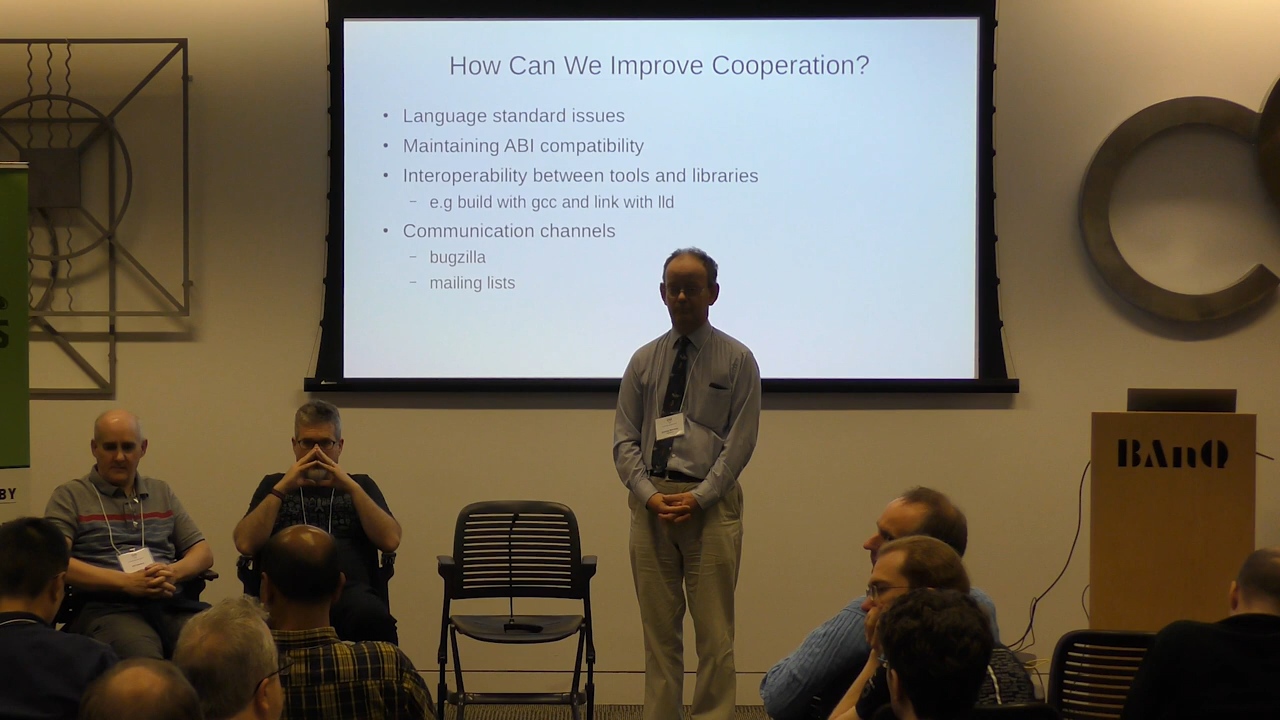 How Can We Improve Cooperation?
• Language standard issues
• Maintaining ABI compatibility
• Interoperability between tools and libraries
– e.g build with gcc and link with lld
• Communication channels
– bugzilla
– mailing lists
S
BY
BAnQ